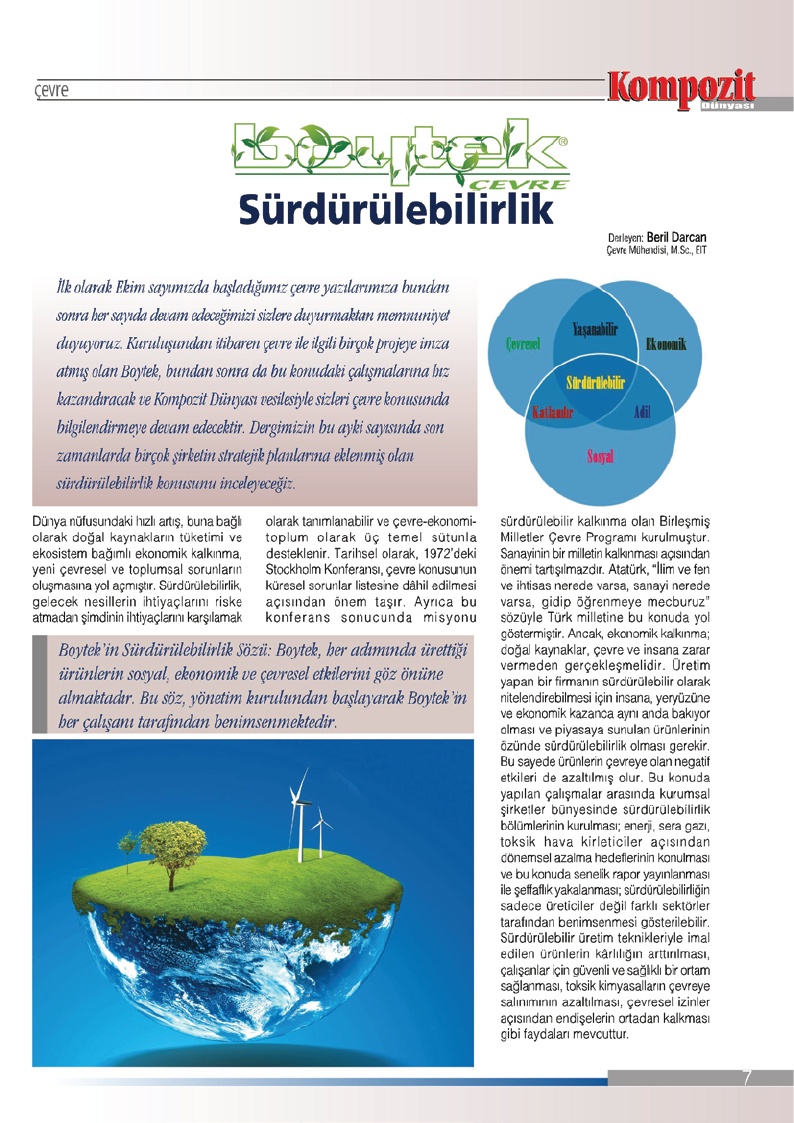 çevre
Kompozit
Dünyası
boytek®
ÇEVRE
Sürdürülebilirlik
Derleyen: Beril Darcan
Çevre Mühendisi, M.Sc., EIT
İlk olarak Ekim sayımızda başladığımız çevre yazılarımıza bundan
sonra her sayıda devam edeceğimizi sizlere duyurmaktan memnuniyet
duyuyoruz. Kuruluşundan itibaren çevre ile ilgili birçok projeye imza
atmış olan Boytek, bundan sonra da bu konudaki çalışmalarına hız
kazandıracak ve Kompozit Dünyası vesilesiyle sizleri çevre konusunda
bilgilendirmeye devam edecektir. Dergimizin bu ayki sayısında son
zamanlarda birçok şirketin stratejik planlarına eklenmiş olan
sürdürülebilirlik konusunu inceleyeceğiz.
Çevresel
Yaşanabilir
Ekonomik
Sürdürülebilir
Katlanılır
Adil
Sosyal
Dünya nüfusundaki hızlı artış, buna bağlı
olarak doğal kaynakların tüketimi ve
ekosistem bağımlı ekonomik kalkınma,
yeni çevresel ve toplumsal sorunların
oluşmasına yol açmıştır. Sürdürülebilirlik,
gelecek nesillerin ihtiyaçlarını riske
atmadan şimdinin ihtiyaçlarını karşılamak
olarak tanımlanabilir ve çevre-ekonomi-
toplum olarak üç temel sütunla
desteklenir. Tarihsel olarak, 1972'deki
Stockholm Konferansı, çevre konusunun
küresel sorunlar listesine dâhil edilmesi
açısından önem taşır. Ayrıca bu
konferans sonucunda misyonu
sürdürülebilir kalkınma olan Birleşmiş
Milletler Çevre Programı kurulmuştur.
Sanayinin bir milletin kalkınması açısından
önemi tartışılmazdır. Atatürk, “İlim ve fen
ve ihtisas nerede varsa, sanayi nerede
varsa, gidip öğrenmeye mecburuz”
sözüyle Türk milletine bu konuda yol
göstermiştir. Ancak, ekonomik kalkınma;
doğal kaynaklar, çevre ve insana zarar
vermeden gerçekleşmelidir. Üretim
yapan bir firmanın sürdürülebilir olarak
nitelendirebilmesi için insana, yeryüzüne
ve ekonomik kazanca aynı anda bakıyor
olması ve piyasaya sunulan ürünlerinin
özünde sürdürülebilirlik olması gerekir.
Bu sayede ürünlerin çevreye olan negatif
etkileri de azaltılmış olur. Bu konuda
yapılan çalışmalar arasında kurumsal
şirketler bünyesinde sürdürülebilirlik
bölümlerinin kurulması; enerji, sera gazı,
toksik hava kirleticiler açısından
dönemsel azalma hedeflerinin konulması
ve bu konuda senelik rapor yayınlanması
ile şeffaflık yakalanması; sürdürülebilirliğin
sadece üreticiler değil farklı sektörler
tarafından benimsenmesi gösterilebilir.
Sürdürülebilir üretim teknikleriyle imal
edilen ürünlerin kârlılığın arttırılması,
çalışanlar için güvenli ve sağlıklı bir ortam
sağlanması, toksik kimyasalların çevreye
salınımının azaltılması, çevresel izinler
açısından endişelerin ortadan kalkması
gibi faydaları mevcuttur.
Boytek'in Sürdürülebilirlik Sözü: Boytek, her adımında ürettiği
ürünlerin sosyal, ekonomik ve çevresel etkilerini göz önüne
almaktadır. Bu söz, yönetim kurulundan başlayarak Boytek'in
her çalışanı tarafından benimsenmektedir.
7